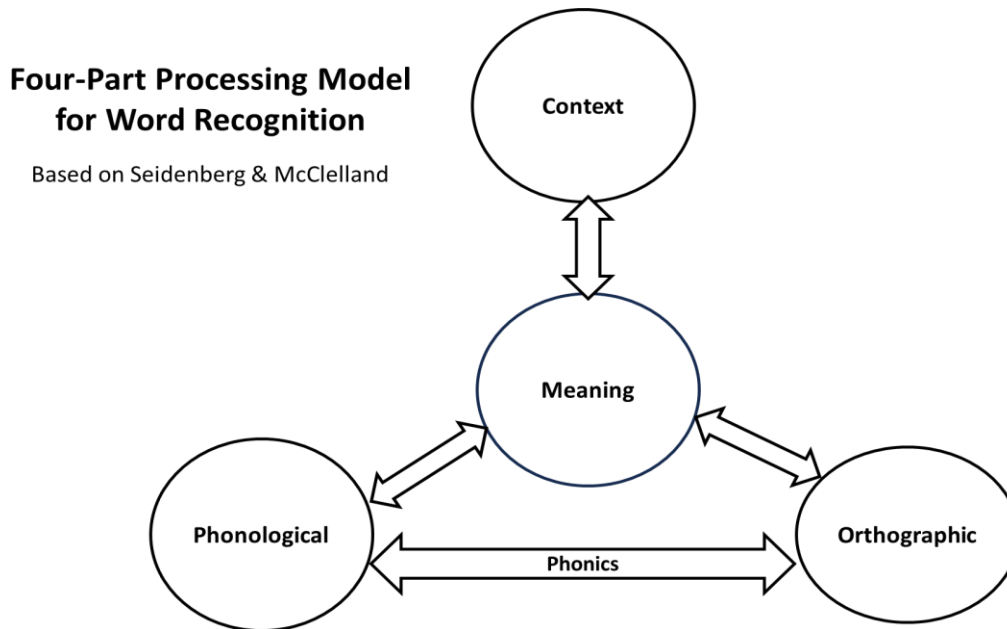 Four-Part Processing Model
for Word Recognition
Based on Seidenberg & McClelland
Context
Meaning
Phonological
Orthographic
Phonics